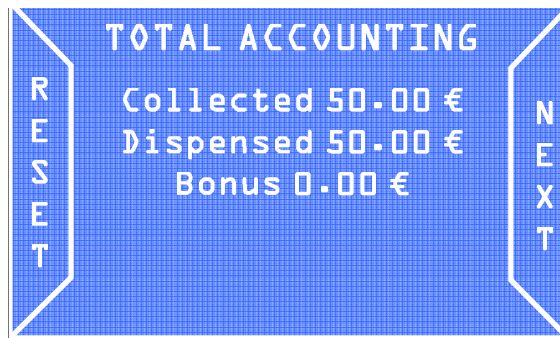 TOTAL ACCOUNTING
RESET
Collected 50.00 €
Dispensed 50.00 €
Bonus 0.00 €
NEXT